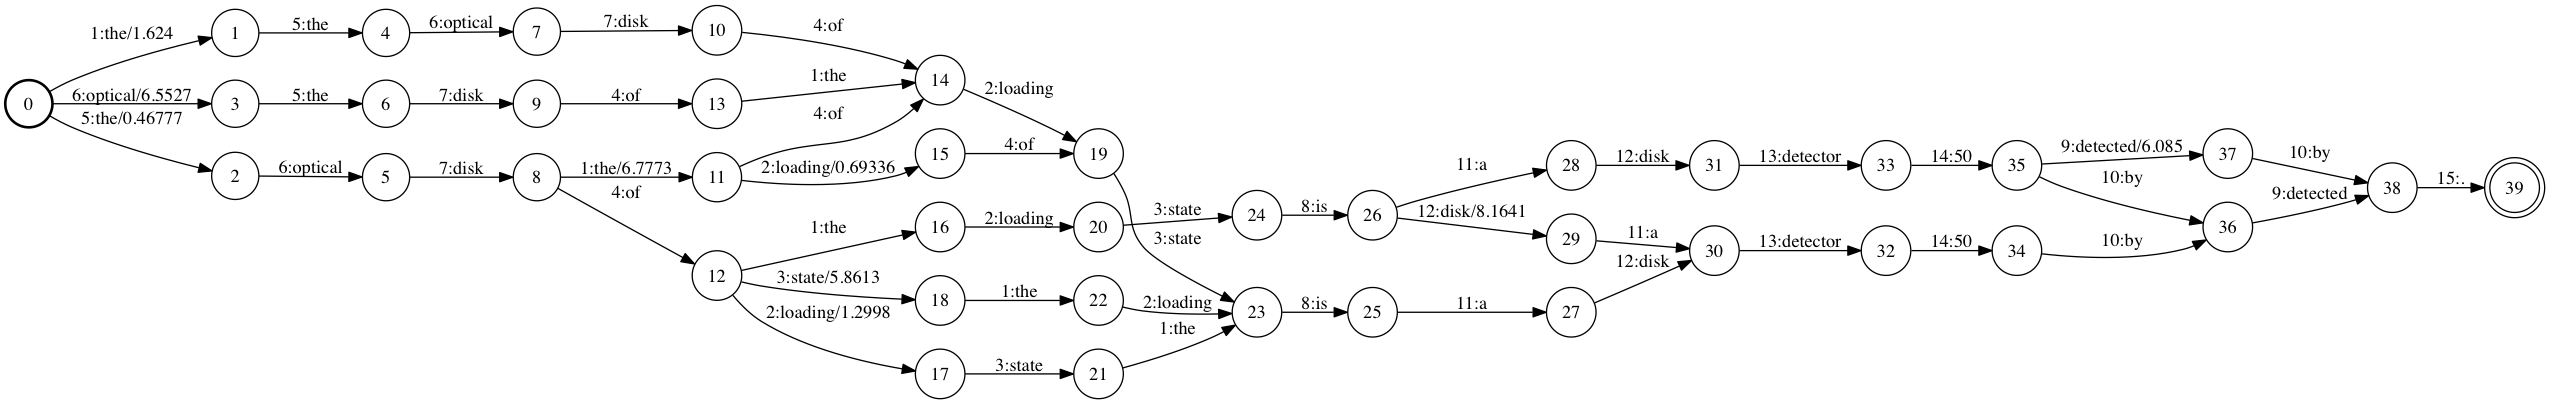 0
1:the/1.624
6:optical/6.5527
5:the/0.46777
1
5:the
4
6:optical
7
7:disk
10
4:of
3
5:the
6
7:disk
9
4:of
13
1:the
2
6:optical
5
7:disk
8
1:the/6.7773
4:of
11
4:of
2:loading/0.69336
12
1:the
3:state/5.8613
2:loading/1.2998
14
2:loading
15
4:of
19
3:state
16
2:loading
20
3:state
18
1:the
22
2:loading
17
3:state
21
1:the
24
8:is
26
11:a
12:disk/8.1641
23
8:is
25
11:a
27
12:disk
28
12:disk
31
13:detector
33
14:50
35
9:detected/6.085
10:by
29
11:a
30
13:detector
32
14:50
34
10:by
37
10:by
36
9:detected
38
15:.
39